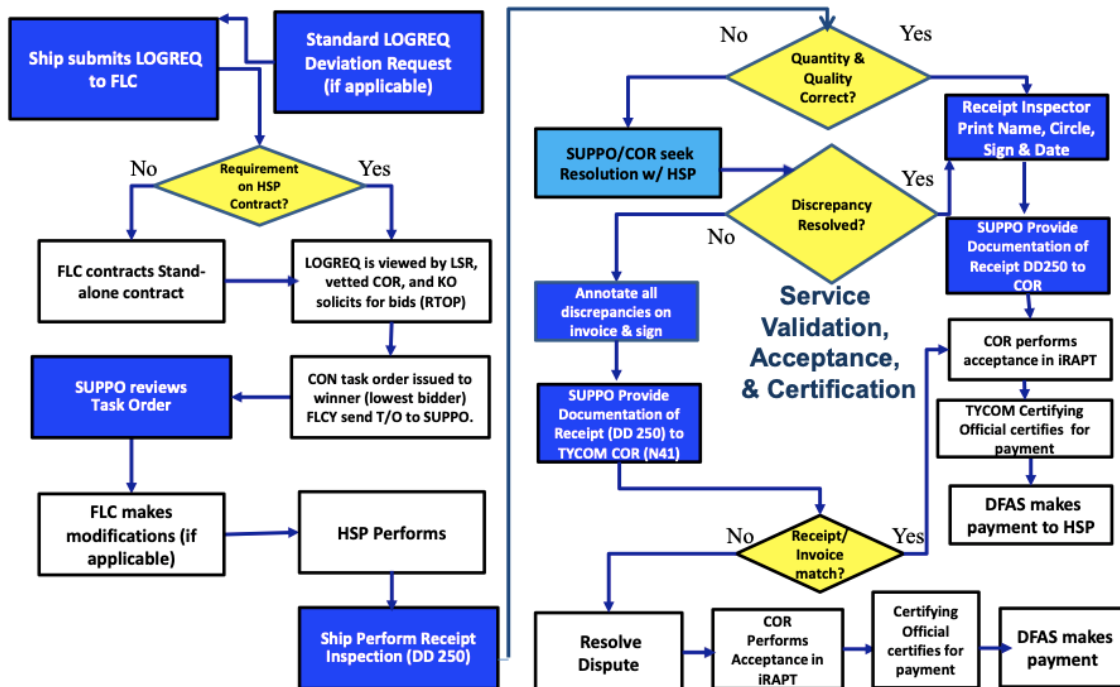 Ship submits LOGREQ
to FLC
Standard LOGREQ
Deviation Request
(if applicable)
No
Requirement
on HSP
Contract?
Yes
FLC contracts Stand-
alone contract
LOGREQ is viewed by LSR,
vetted COR, and KO
solicits for bids (RTOP)
SUPPO reviews
Task Order
CON task order issued to
winner (lowest bidder)
FLCY send T/O to SUPPO.
FLC makes
modifications (if
applicable)
HSP Performs
Ship Perform Receipt
Inspection (DD 250)
No
Quantity &
Quality
Correct?
Yes
SUPPO/COR seek
Resolution w/ HSP
Receipt Inspector
Print Name, Circle,
Sign & Date
No
Discrepancy
Resolved?
Yes
Annotate all
discrepancies on
invoice & sign
SUPPO Provide
Documentation of
Receipt DD250 to
COR
Service
Validation,
Acceptance,
& Certification
SUPPO Provide
Documentation of
Receipt (DD 250) to
TYCOM COR (N41)
COR performs
acceptance in iRAPT
TYCOM Certifying
Official certifies for
payment
DFAS makes
payment to HSP
No
Receipt/
Invoice
match?
Yes
Resolve
Dispute
COR
Performs
Acceptance in
iRAPT
Certifying
Official
certifies for
payment
DFAS makes
payment